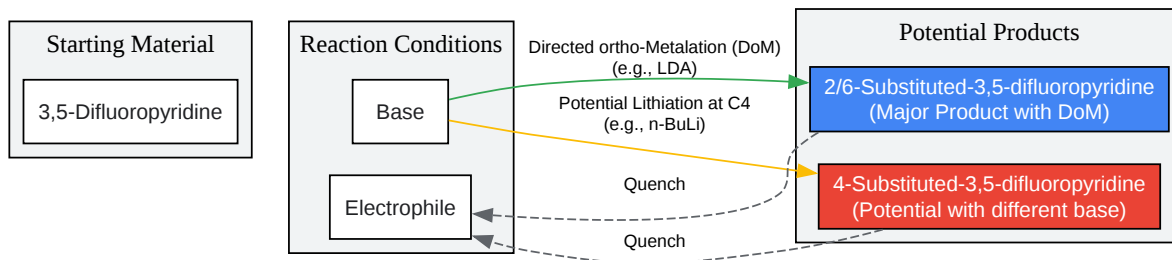 Starting Material
3,5-Difluoropyridine
Reaction Conditions
Base
Electrophile
Directed ortho-Metalation (DoM)
(e.g., LDA)
Potential Lithiation at C4
(e.g., n-BuLi)
Quench
Quench
Potential Products
2/6-Substituted-3,5-difluoropyridine
(Major Product with DoM)
4-Substituted-3,5-difluoropyridine
(Potential with different base)